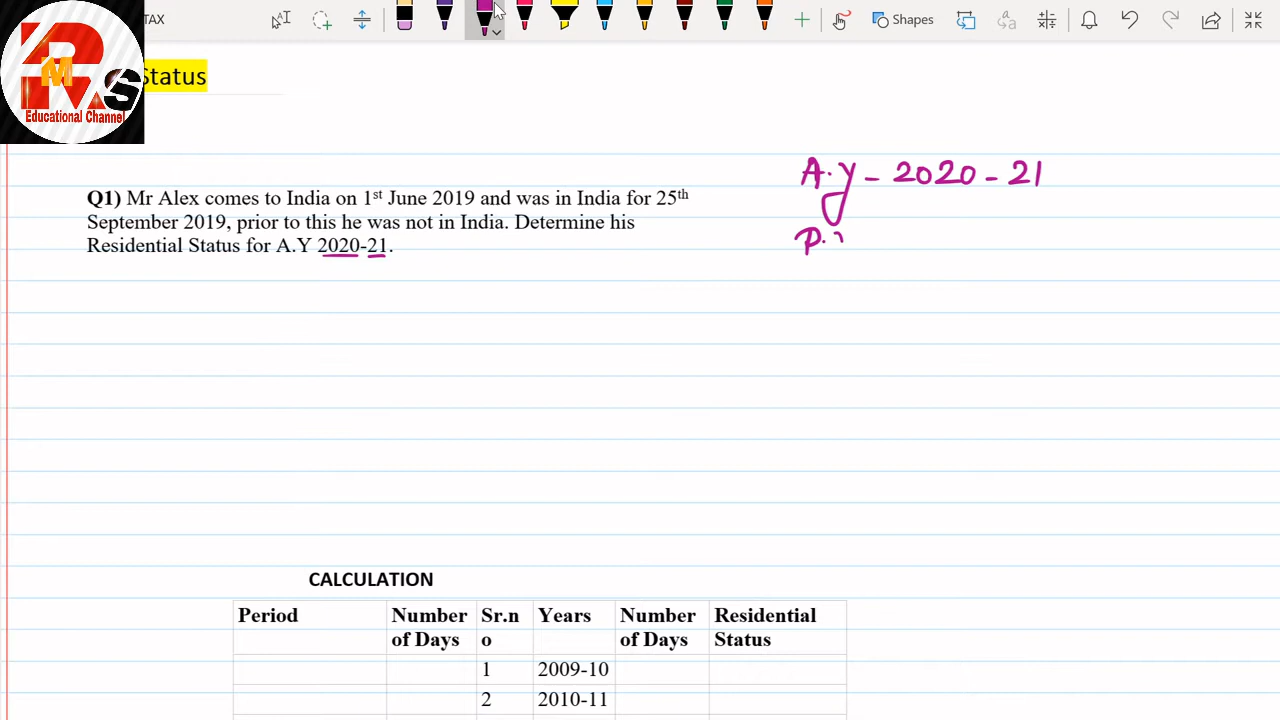 TAX
Shapes
RMS
Educational Channel
Status
A.y - 2020 - 21
Q1) Mr Alex comes to India on 1st June 2019 and was in India for 25th
September 2019, prior to this he was not in India. Determine his
Residential Status for A.Y 2020-21.
P.
CALCULATION
Period Number of Days Sr.n o Years Number of Days Residential Status
1 2009-10
2 2010-11